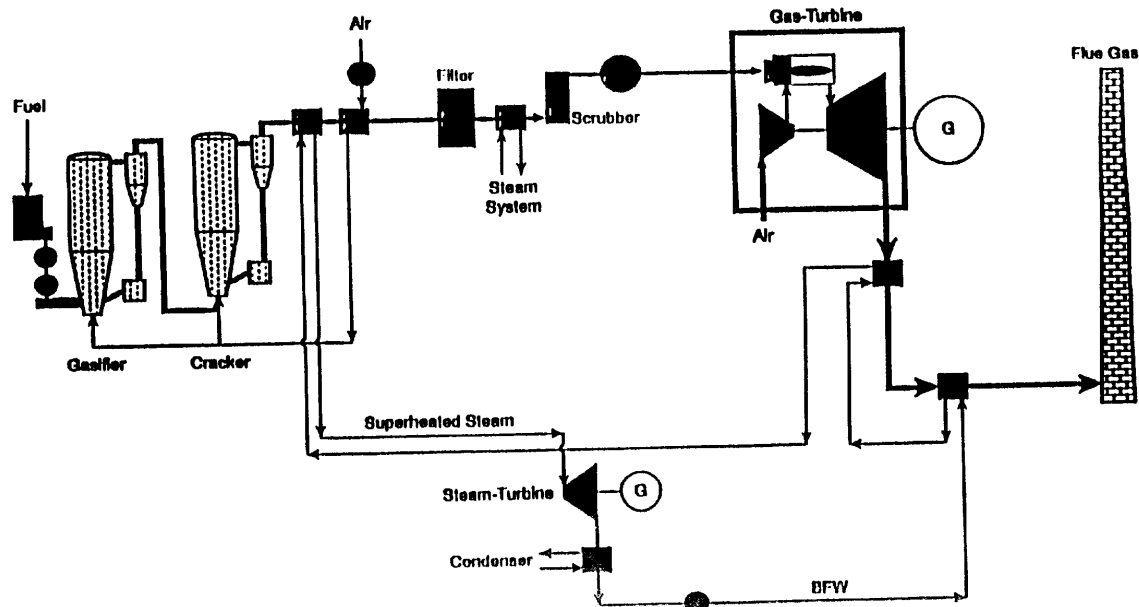 Air
Gas-Turbine
Flue Gas
Filter
Fuel
Scrubber
G
Steam
System
Air
Gasifier
Cracker
Superheated Steam
Steam-Turbine
G
Condenser
BFW